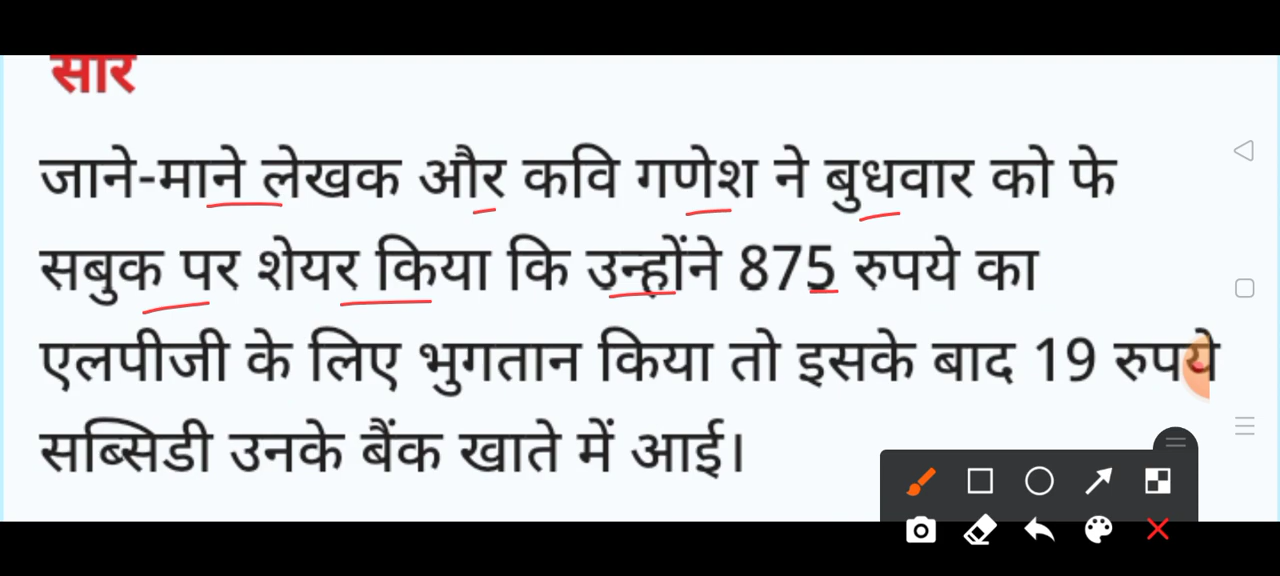 सार
जाने-माने लेखक और कवि गणेश ने बुधवार को फे
सबुक पर शेयर किया कि उन्होंने 875 रुपये का
एलपीजी के लिए भुगतान किया तो इसके बाद 19 रुपये
सब्सिडी उनके बैंक खाते में आई।